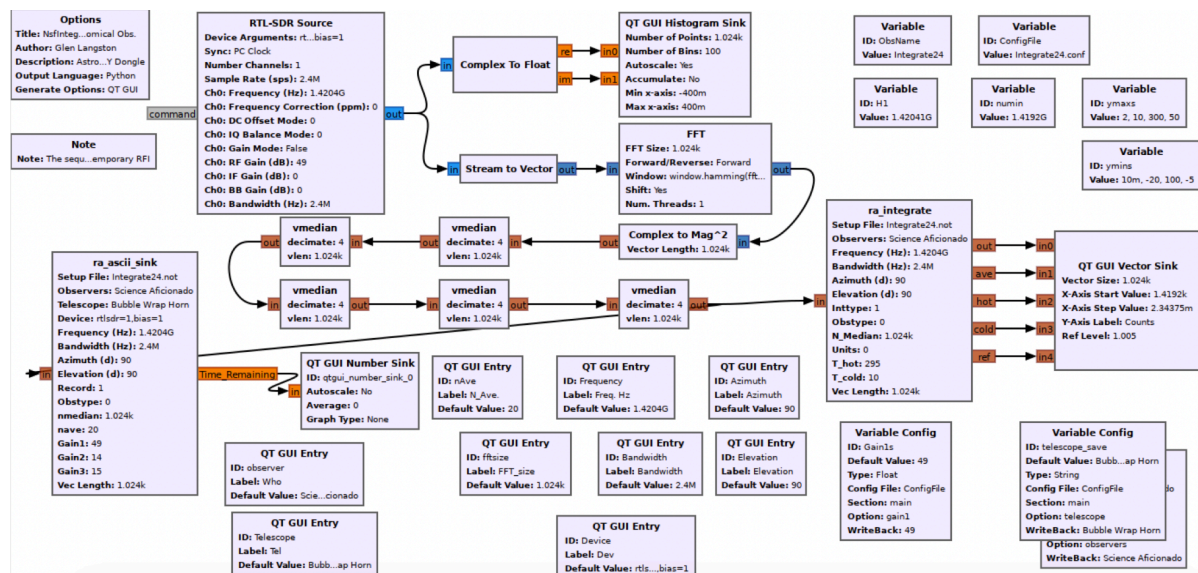 Options
Title: NsfInteg...omical Obs.
Author: Glen Langston
Description: Astro...Y Dongle
Output Language: Python
Generate Options: QT GUI
Note
Note: The sequ...emporary RFI
RTL-SDR Source
Device Arguments: rt...bias=1
Sync: PC Clock
Number Channels: 1
Sample Rate (sps): 2.4M
Ch0: Frequency (Hz): 1.4204G
Ch0: Frequency Correction (ppm): 0
Ch0: DC Offset Mode: 0
Ch0: IQ Balance Mode: 0
Ch0: Gain Mode: False
Ch0: RF Gain (dB): 49
Ch0: IF Gain (dB): 0
Ch0: BB Gain (dB): 0
Ch0: Bandwidth (Hz): 2.4M
command
out
in
Complex To Float
re
im
in0
in1
QT GUI Histogram Sink
Number of Points: 1.024k
Number of Bins: 100
Autoscale: Yes
Accumulate: No
Min x-axis: -400m
Max x-axis: 400m
in
Stream to Vector
out
in
FFT
FFT Size: 1.024k
Forward/Reverse: Forward
Window: window.hamming(fft...
Shift: Yes
Num. Threads: 1
out
Variable
ID: ObsName
Value: Integrate24
Variable
ID: ConfigFile
Value: Integrate24.conf
Variable
ID: H1
Value: 1.42041G
Variable
ID: numin
Value: 1.4192G
Variable
ID: ymaxs
Value: 2, 10, 300, 50
Variable
ID: ymins
Value: 10m, -20, 100, -5
out
vmedian
decimate: 4
vlen: 1.024k
in
out
vmedian
decimate: 4
vlen: 1.024k
in
out
Complex to Mag^2
Vector Length: 1.024k
in
in
vmedian
decimate: 4
vlen: 1.024k
out
in
vmedian
decimate: 4
vlen: 1.024k
out
in
vmedian
decimate: 4
vlen: 1.024k
out
in
ra_integrate
Setup File: Integrate24.not
Observers: Science Aficionado
Frequency (Hz): 1.4204G
Bandwidth (Hz): 2.4M
Azimuth (d): 90
Elevation (d): 90
Inttype: 1
Obstype: 0
N_Median: 1.024k
Units: 0
T_hot: 295
T_cold: 10
Vec Length: 1.024k
out
ave
hot
cold
ref
in0
in1
in2
in3
in4
QT GUI Vector Sink
Vector Size: 1.024k
X-Axis Start Value: 1.4192k
X-Axis Step Value: 2.34375m
Y-Axis Label: Counts
Ref Level: 1.005
in
ra_ascii_sink
Setup File: Integrate24.not
Observers: Science Aficionado
Telescope: Bubble Wrap Horn
Device: rtlsdr=1,bias=1
Frequency (Hz): 1.4204G
Bandwidth (Hz): 2.4M
Azimuth (d): 90
Elevation (d): 90
Record: 1
Obstype: 0
nmedian: 1.024k
nave: 20
Gain1: 49
Gain2: 14
Gain3: 15
Vec Length: 1.024k
Time_Remaining
in
QT GUI Number Sink
ID: qtgui_number_sink_0
Autoscale: No
Average: 0
Graph Type: None
QT GUI Entry
ID: nAve
Label: N_Ave.
Default Value: 20
QT GUI Entry
ID: Frequency
Label: Freq. Hz
Default Value: 1.4204G
QT GUI Entry
ID: Azimuth
Label: Azimuth
Default Value: 90
QT GUI Entry
ID: observer
Label: Who
Default Value: Scie...cionado
QT GUI Entry
ID: fftsize
Label: FFT_size
Default Value: 1.024k
QT GUI Entry
ID: Bandwidth
Label: Bandwidth
Default Value: 2.4M
QT GUI Entry
ID: Elevation
Label: Elevation
Default Value: 90
QT GUI Entry
ID: Telescope
Label: Tel
Default Value: Bubb...ap Horn
QT GUI Entry
ID: Device
Label: Dev
Default Value: rtls...,bias=1
Variable Config
ID: Gain1s
Default Value: 49
Type: Float
Config File: ConfigFile
Section: main
Option: gain1
WriteBack: 49
Variable Config
ID: telescope_save
Default Value: Bubb...ap Horn
Type: String
Config File: ConfigFile
Section: main
Option: telescope
WriteBack: Bubble Wrap Horn
do
Option: observers
WriteBack: Science Aficionado